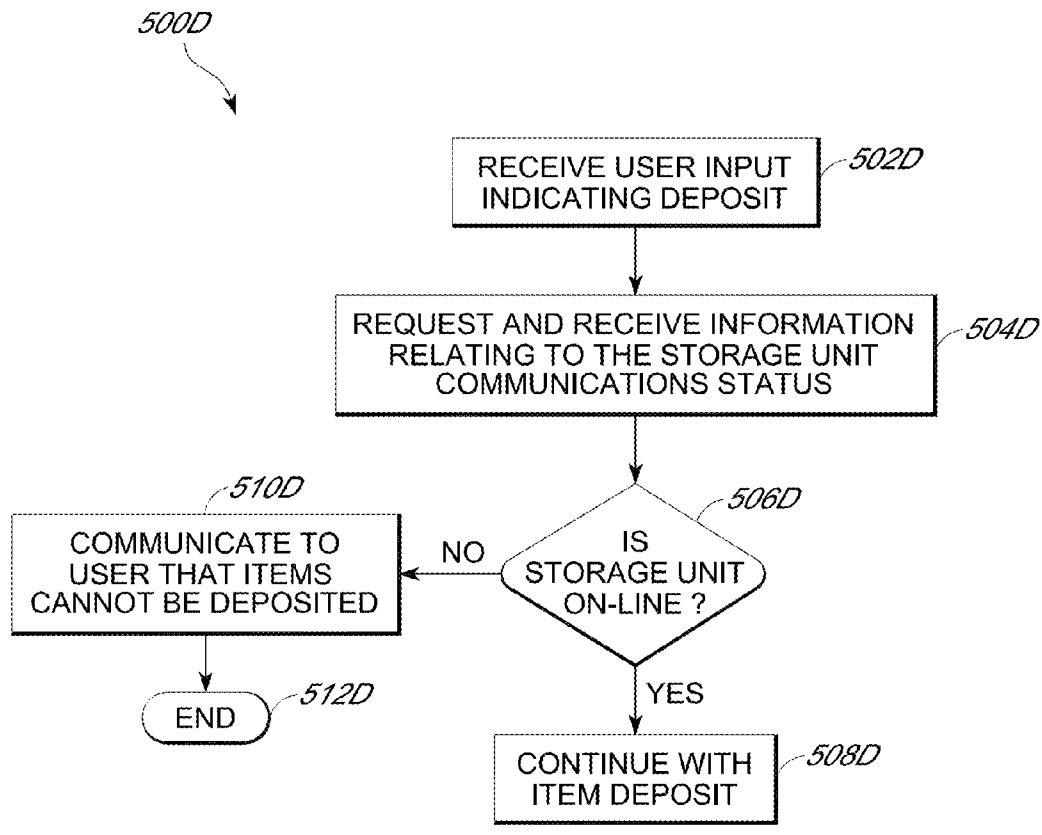 500D
RECEIVE USER INPUT
INDICATING DEPOSIT
502D
REQUEST AND RECEIVE INFORMATION
RELATING TO THE STORAGE UNIT
COMMUNICATIONS STATUS
504D
IS
STORAGE UNIT
ON-LINE ?
506D
NO
510D
COMMUNICATE TO
USER THAT ITEMS
CANNOT BE DEPOSITED
END
512D
YES
CONTINUE WITH
ITEM DEPOSIT
508D